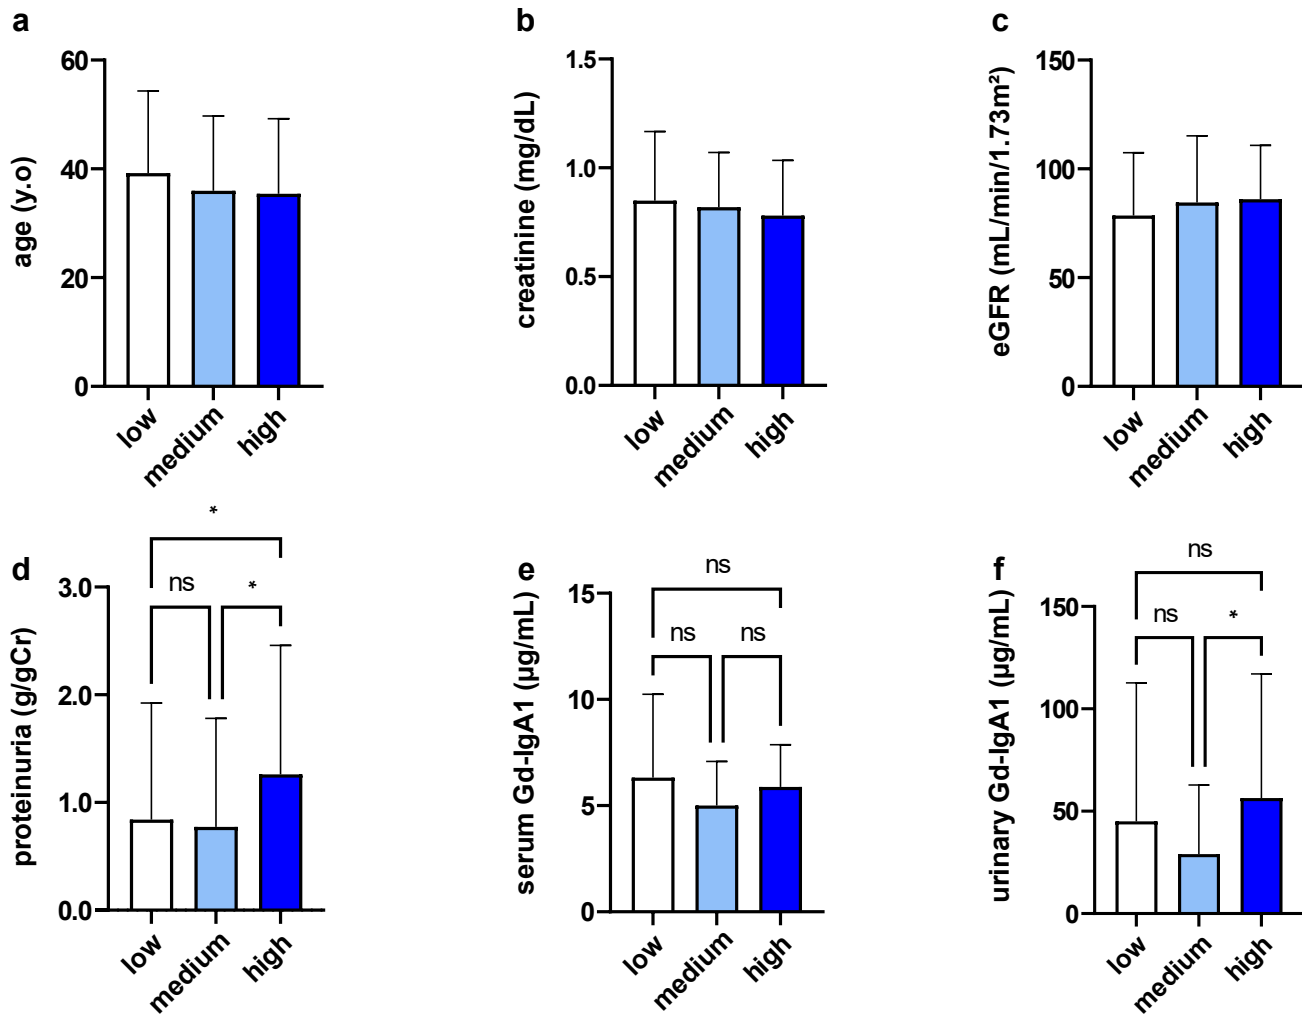 a
age (y.o)
60
40
20
0
low
medium
high
b
creatinine (mg/dL)
1.5
1.0
0.5
0.0
low
medium
high
c
eGFR (mL/min/1.73m²)
150
100
50
0
low
medium
high
d
proteinuria (g/gCr)
*
ns
*
3.0
2.0
1.0
0.0
low
medium
high
e
serum Gd-IgA1 (μg/mL)
ns
ns
ns
15
10
5
0
low
medium
high
f
urinary Gd-IgA1 (μg/mL)
ns
ns
*
150
100
50
0
low
medium
high